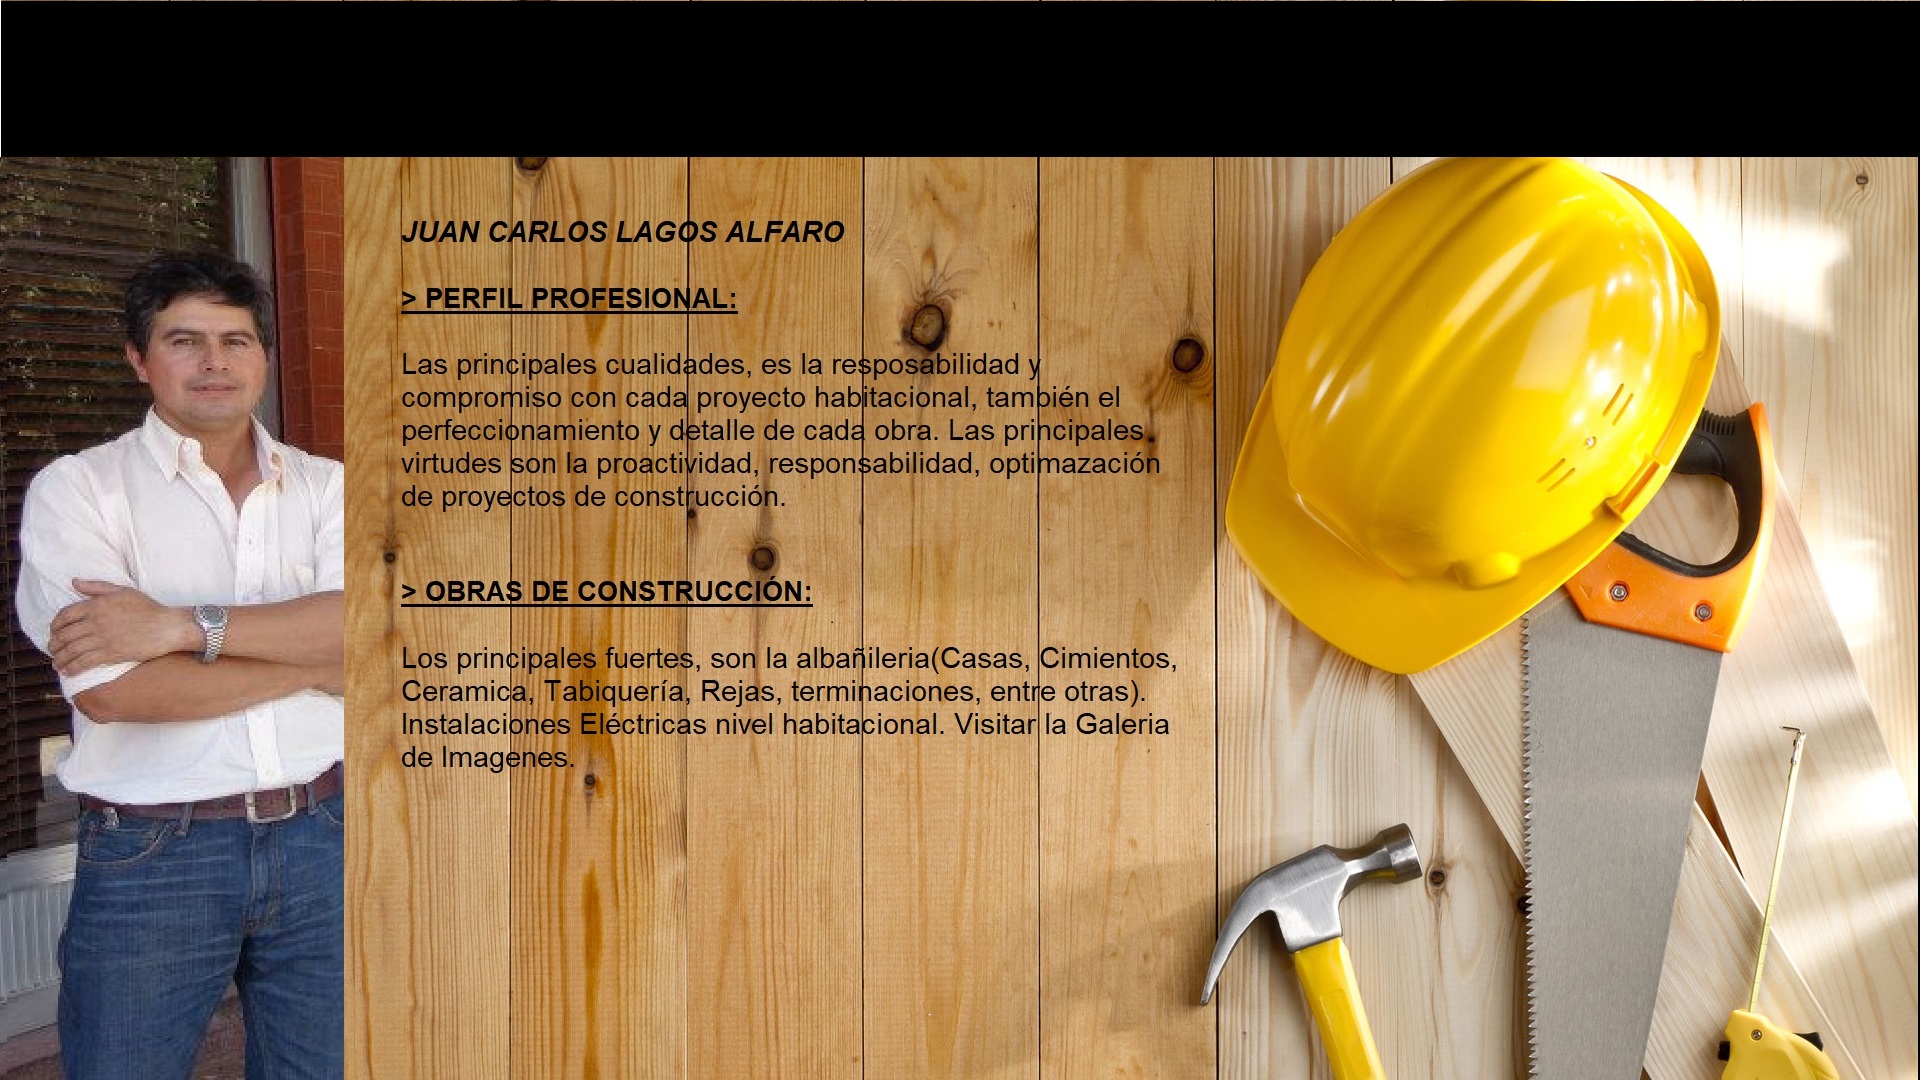 JUAN CARLOS LAGOS ALFARO
> PERFIL PROFESIONAL:
Las principales cualidades, es la resposabilidad y
compromiso con cada proyecto habitacional, también el
perfeccionamiento y detalle de cada obra. Las principales
virtudes son la proactividad, responsabilidad, optimazación
de proyectos de construcción.
> OBRAS DE CONSTRUCCIÓN:
Los principales fuertes, son la albañileria(Casas, Cimientos,
Ceramica, Tabiquería, Rejas, terminaciones, entre otras).
Instalaciones Eléctricas nivel habitacional. Visitar la Galeria
de Imagenes.